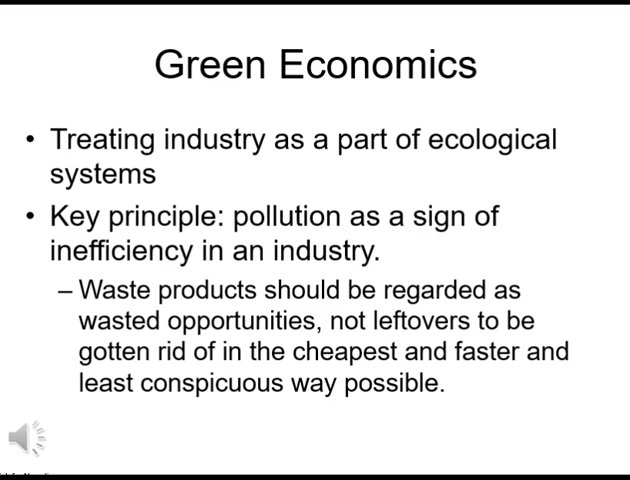 Green Economics
• Treating industry as a part of ecological
systems
• Key principle: pollution as a sign of
inefficiency in an industry.
– Waste products should be regarded as
wasted opportunities, not leftovers to be
gotten rid of in the cheapest and faster and
least conspicuous way possible.